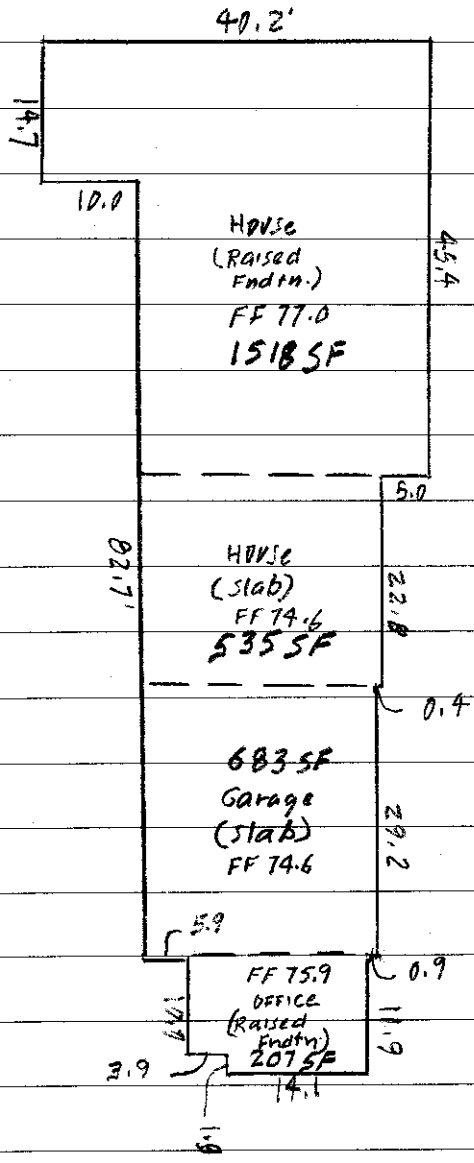 40.2'
14.7
10.0
House
(Raised
Fndtn.)
FF 77.0
1518 SF
45.4
5.0
82.7'
House
(slab)
FF 74.6
535 SF
22.8
0.4
683 SF
Garage
(slab)
FF 74.6
29.2
5.9
0.9
FF 75.9
OFFICE
(Raised
Fndtn)
207 SF
11.9
3.9
14.1
1.9